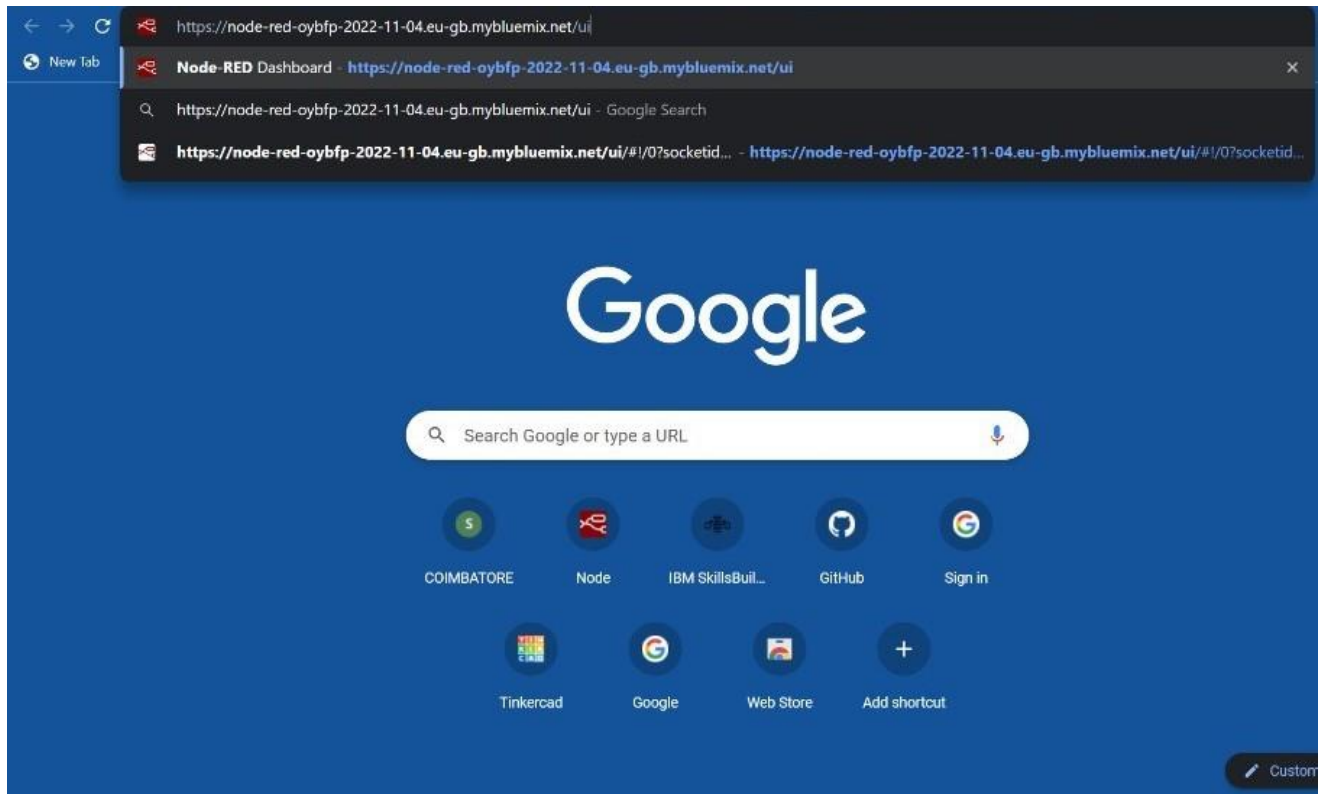 https://node-red-oybfp-2022-11-04.eu-gb.mybluemix.net/ui
New Tab
Node-RED Dashboard - https://node-red-oybfp-2022-11-04.eu-gb.mybluemix.net/ui
https://node-red-oybfp-2022-11-04.eu-gb.mybluemix.net/ui - Google Search
https://node-red-oybfp-2022-11-04.eu-gb.mybluemix.net/ui/#!/0?socketid... - https://node-red-oybfp-2022-11-04.eu-gb.mybluemix.net/ui/#!/0?socketid...
Google
Search Google or type a URL
S
COIMBATORE Node IBM SkillsBuil... GitHub Sign in
Tinkercad Google Web Store Add shortcut
Custom